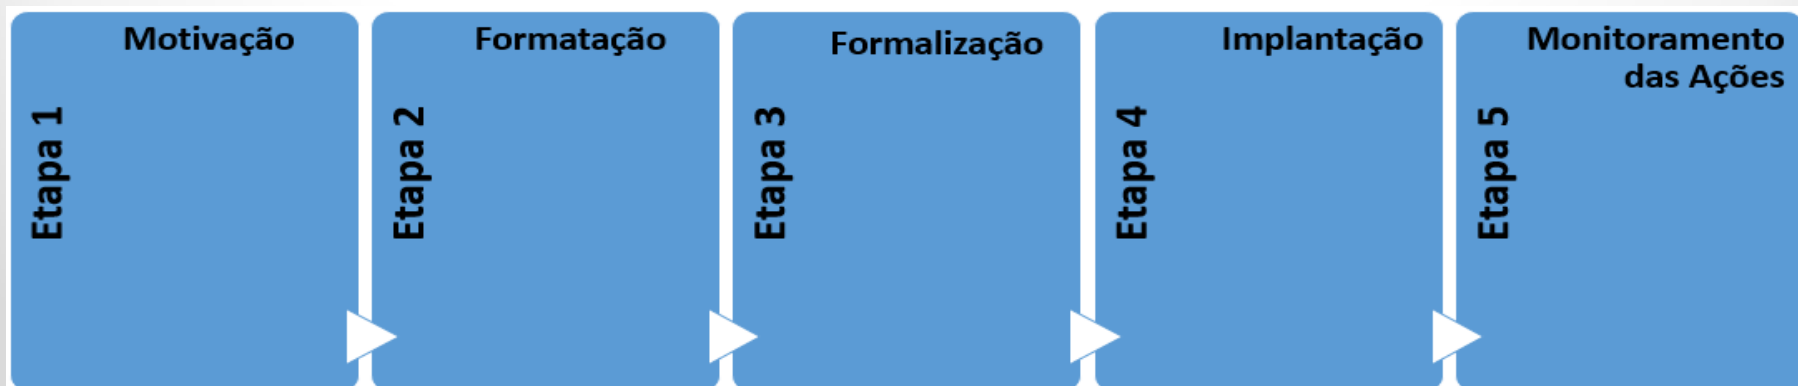 Etapa 1
Motivação
Etapa 2
Formatação
Etapa 3
Formalização
Etapa 4
Implantação
Etapa 5
Monitoramento
das Ações